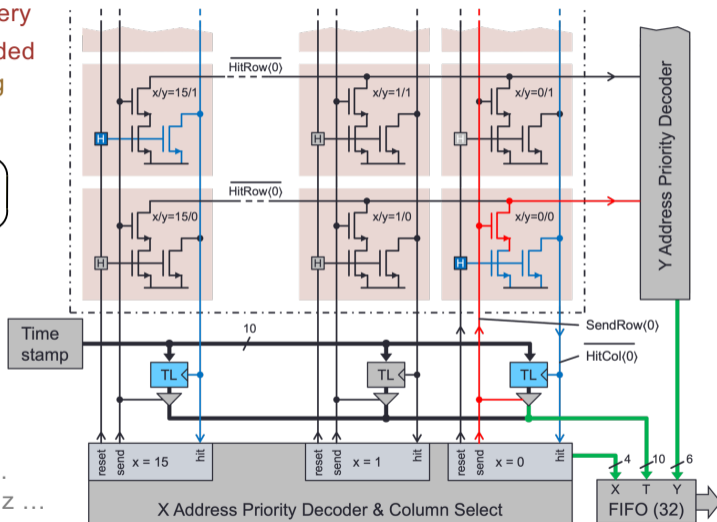 ery
ded
g
HitRow(0)
x/y=15/1
x/y=1/1
x/y=0/1
H
H
H
HitRow(0)
x/y=15/0
x/y=1/0
x/y=0/0
H
H
H
Y Address Priority Decoder
Time
stamp
10
SendRow(0)
HitCol(0)
TL
TL
TL
reset
send
x = 15
hit
reset
send
x = 1
hit
reset
send
x = 0
hit
4
10
6
X T Y
FIFO (32)
X Address Priority Decoder & Column Select
.
z ...